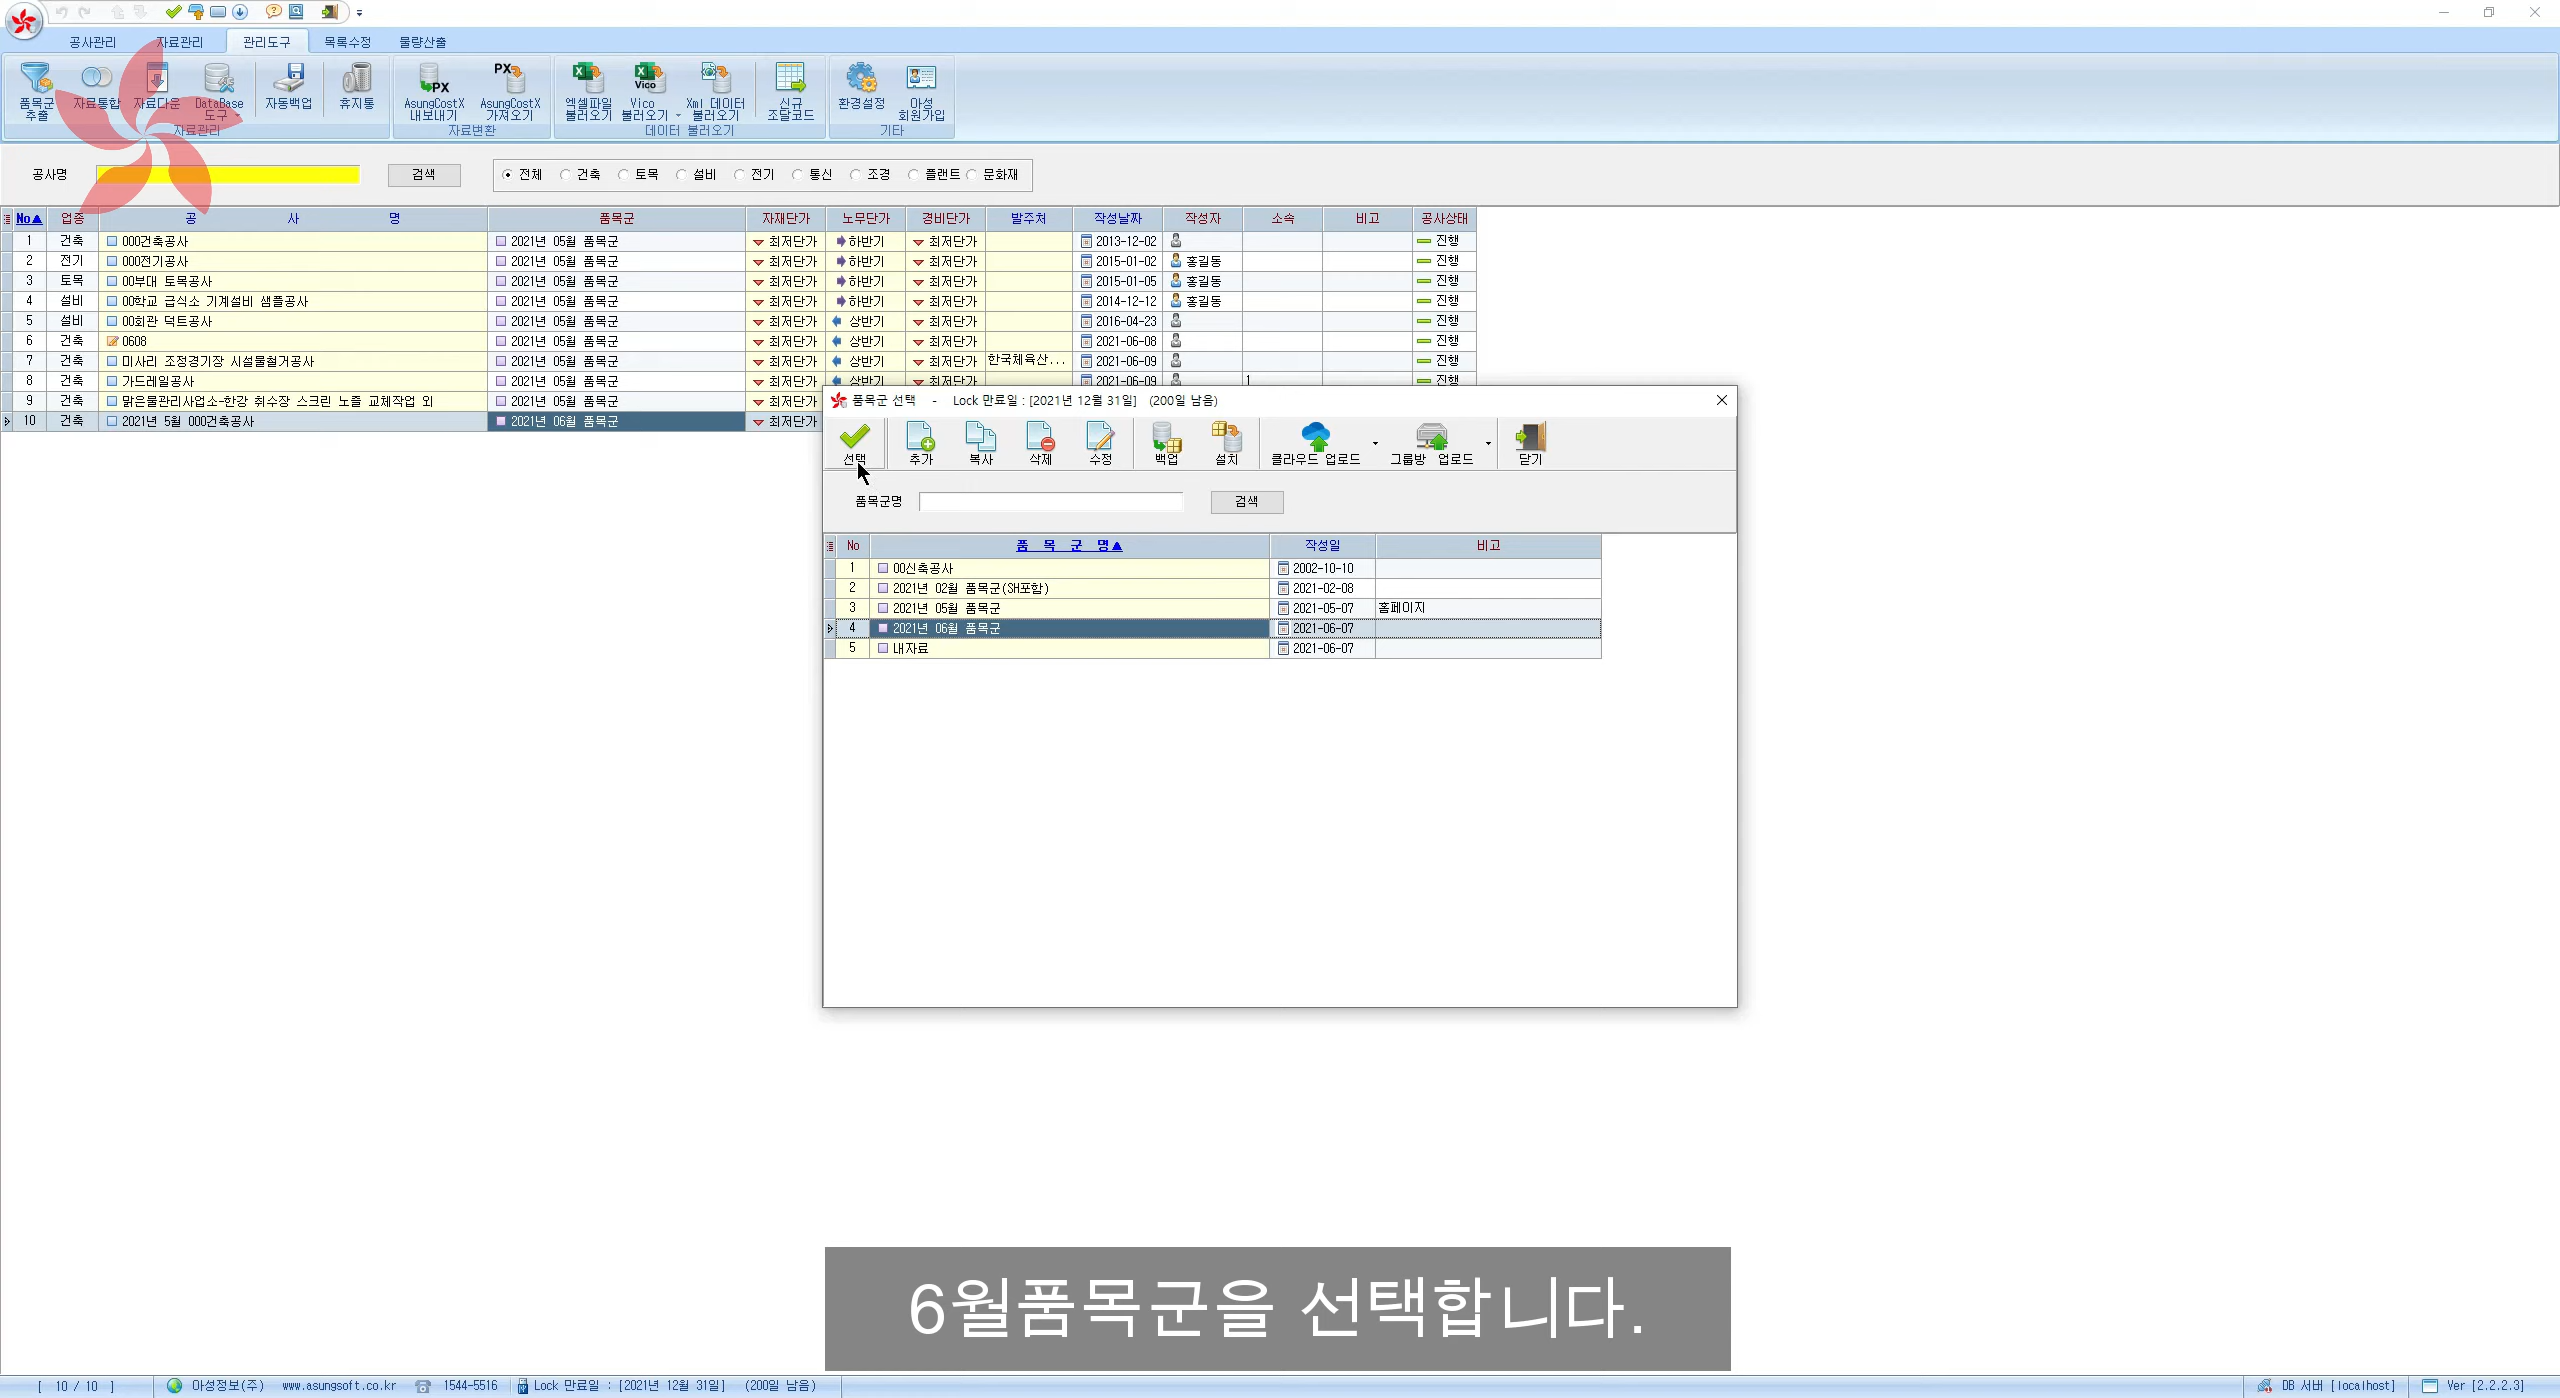 공사관리 자료관리 관리도구 목록수정 물량산출
품목군 추출 자료통합 자료다운 DataBase 도구 자동백업 휴지통 AsungCostX 내보내기 AsungCostX 가져오기 엑셀파일 불러오기 Vico 불러오기 Xml 데이터 불러오기 신규 조달코드 환경설정 아성 회원가입
자료관리 자료변환 데이터 불러오기 기타
공사명 검색 전체 건축 토목 설비 전기 통신 조경 플랜트 문화재
No▲ 업종 공 사 명 품목군 자재단가 노무단가 경비단가 발주처 작성날짜 작성자 소속 비고 공사상태
1 건축 000건축공사 2021년 05월 품목군 최저단가 하반기 최저단가 2013-12-02 진행
2 전기 000전기공사 2021년 05월 품목군 최저단가 하반기 최저단가 2015-01-02 홍길동 진행
3 토목 00부대 토목공사 2021년 05월 품목군 최저단가 하반기 최저단가 2015-01-05 홍길동 진행
4 설비 00학교 급식소 기계설비 샘플공사 2021년 05월 품목군 최저단가 하반기 최저단가 2014-12-12 홍길동 진행
5 설비 00회관 덕트공사 2021년 05월 품목군 최저단가 상반기 최저단가 2016-04-23 진행
6 건축 0608 2021년 05월 품목군 최저단가 상반기 최저단가 2021-06-08 진행
7 건축 미사리 조정경기장 시설물철거공사 2021년 05월 품목군 최저단가 상반기 최저단가 한국체육산... 2021-06-09 진행
8 건축 가드레일공사 2021년 05월 품목군 최저단가 상반기 최저단가 2021-06-09 1 진행
9 건축 맑은물관리사업소-한강 취수장 스크린 노즐 교체작업 외 2021년 05월 품목군 최저단가
10 건축 2021년 5월 000건축공사 2021년 06월 품목군 최저단가
품목군 선택 - Lock 만료일 : [2021년 12월 31일] (200일 남음)
선택 추가 복사 삭제 수정 백업 설치 클라우드 업로드 그룹방 업로드 닫기
품목군명 검색
No 품 목 군 명▲ 작성일 비고
1 00신축공사 2002-10-10
2 2021년 02월 품목군(SH포함) 2021-02-08
3 2021년 05월 품목군 2021-05-07 홈페이지
4 2021년 06월 품목군 2021-06-07
5 내자료 2021-06-07
6월품목군을 선택합니다.
[ 10 / 10 ] 아성정보(주) www.asungsoft.co.kr 1544-5516 Lock 만료일 : [2021년 12월 31일] (200일 남음) DB 서버 [localhost] Ver [2.2.2.3]